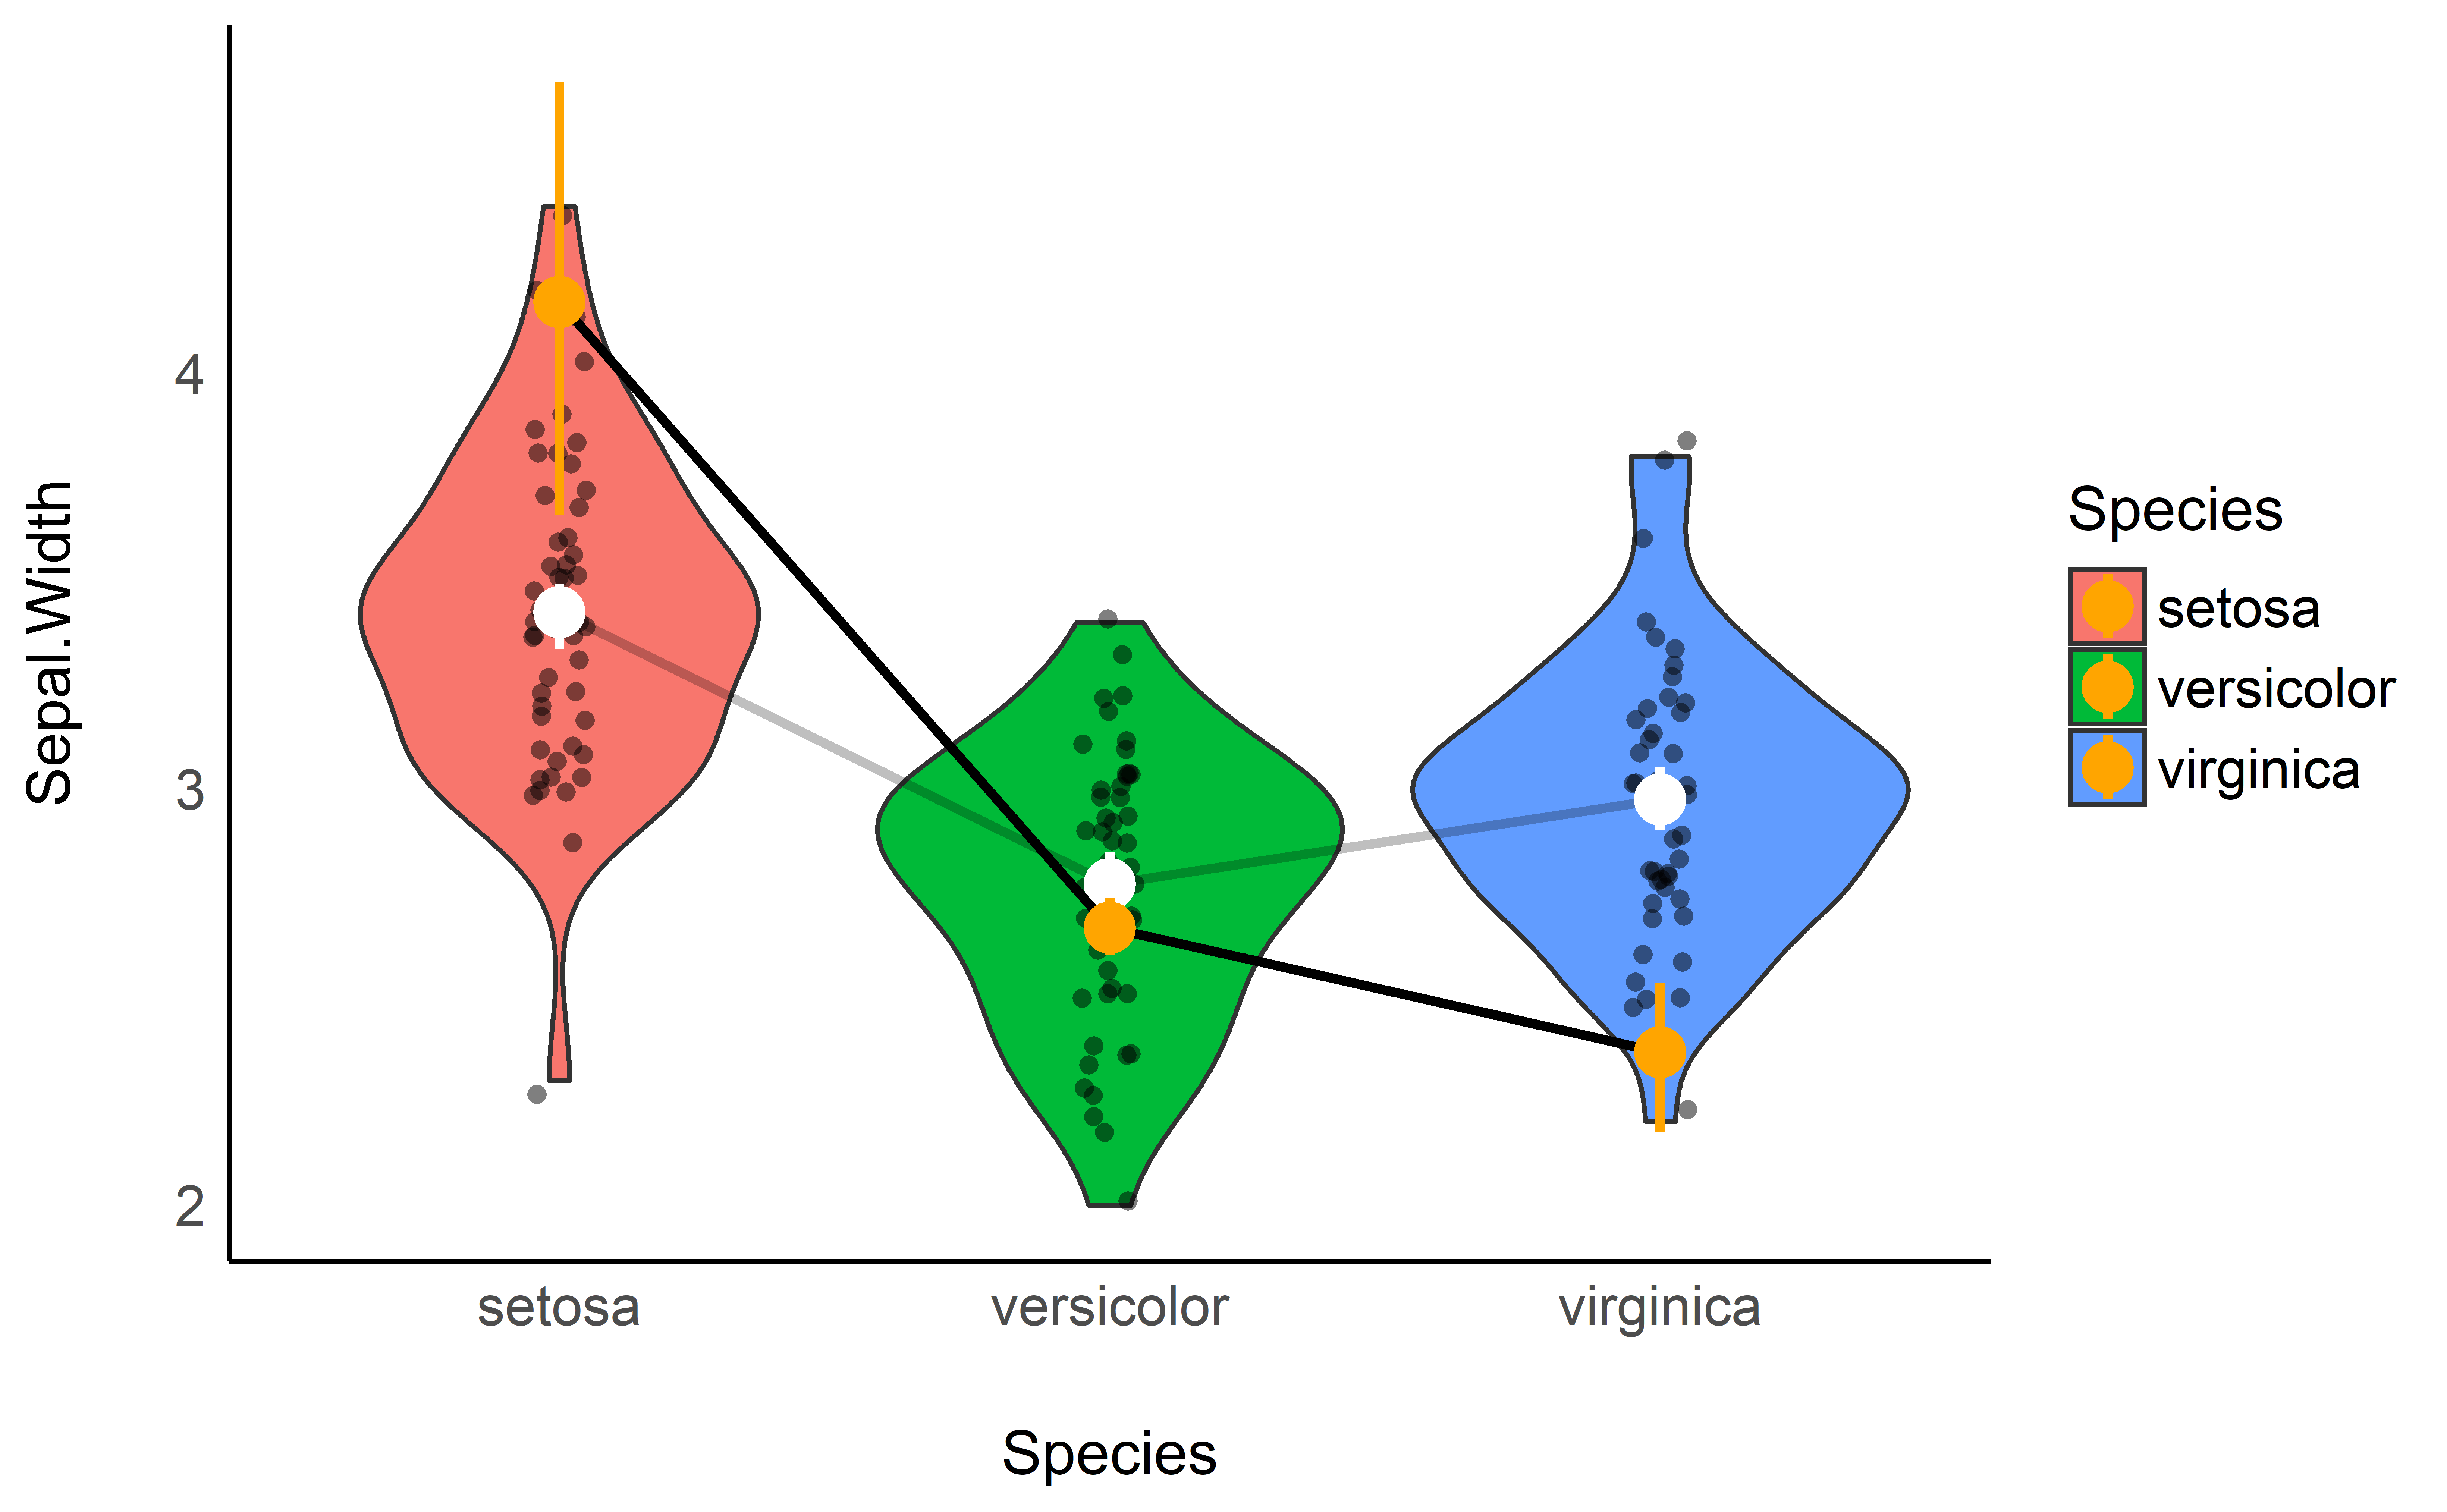 Sepal.Width
4
3
2
setosa
versicolor
virginica
Species
Species
setosa
versicolor
virginica